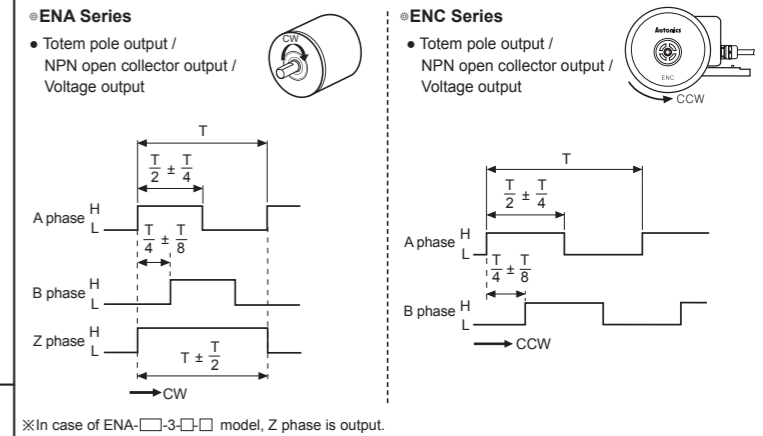 ◎ENA Series
● Totem pole output /
NPN open collector output /
Voltage output
CW
T
T/2 ± T/4
A phase H
L
T/4 ± T/8
B phase H
L
Z phase H
L
T ± T/2
CW
※In case of ENA-□-3-□-□ model, Z phase is output.
◎ENC Series
● Totem pole output /
NPN open collector output /
Voltage output
Autonics
ENC
CCW
T
T/2 ± T/4
A phase H
L
T/4 ± T/8
B phase H
L
CCW